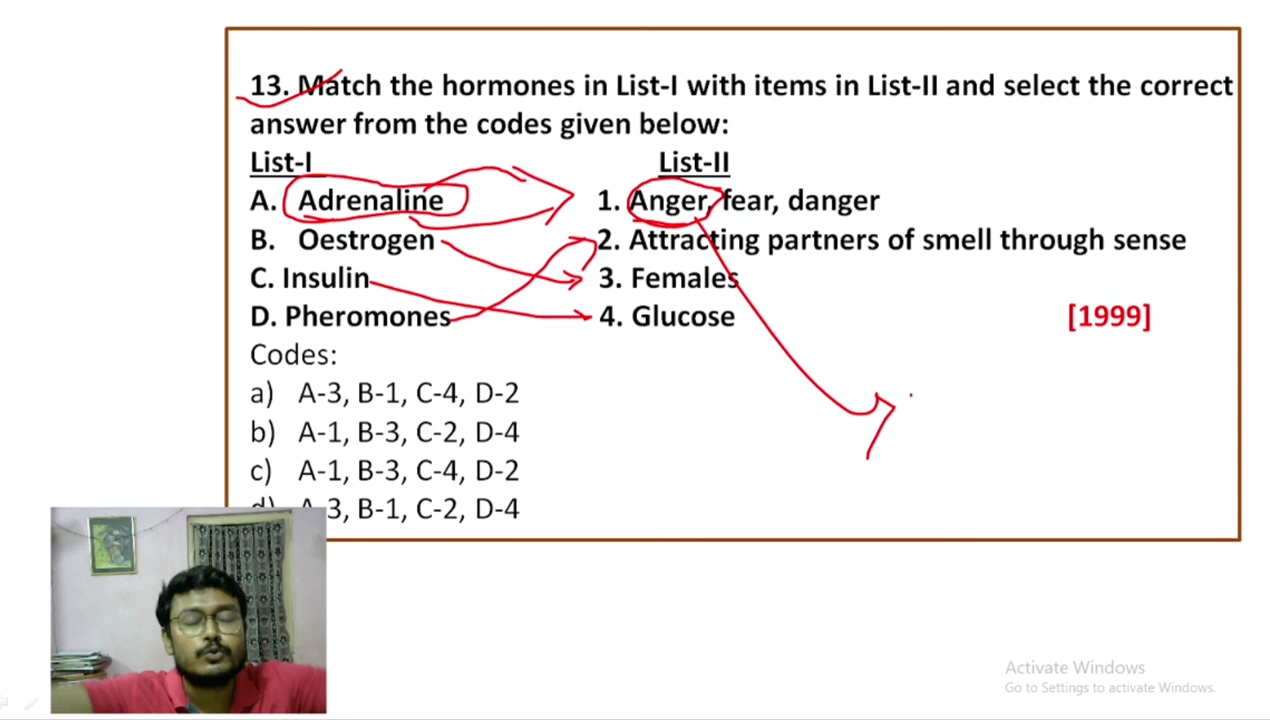 13. Match the hormones in List-I with items in List-II and select the correct
answer from the codes given below:
List-I List-II
A. Adrenaline 1. Anger, fear, danger
B. Oestrogen 2. Attracting partners of smell through sense
C. Insulin 3. Females
D. Pheromones 4. Glucose [1999]
Codes:
a) A-3, B-1, C-4, D-2
b) A-1, B-3, C-2, D-4
c) A-1, B-3, C-4, D-2
d) A-3, B-1, C-2, D-4
Activate Windows
Go to Settings to activate Windows.